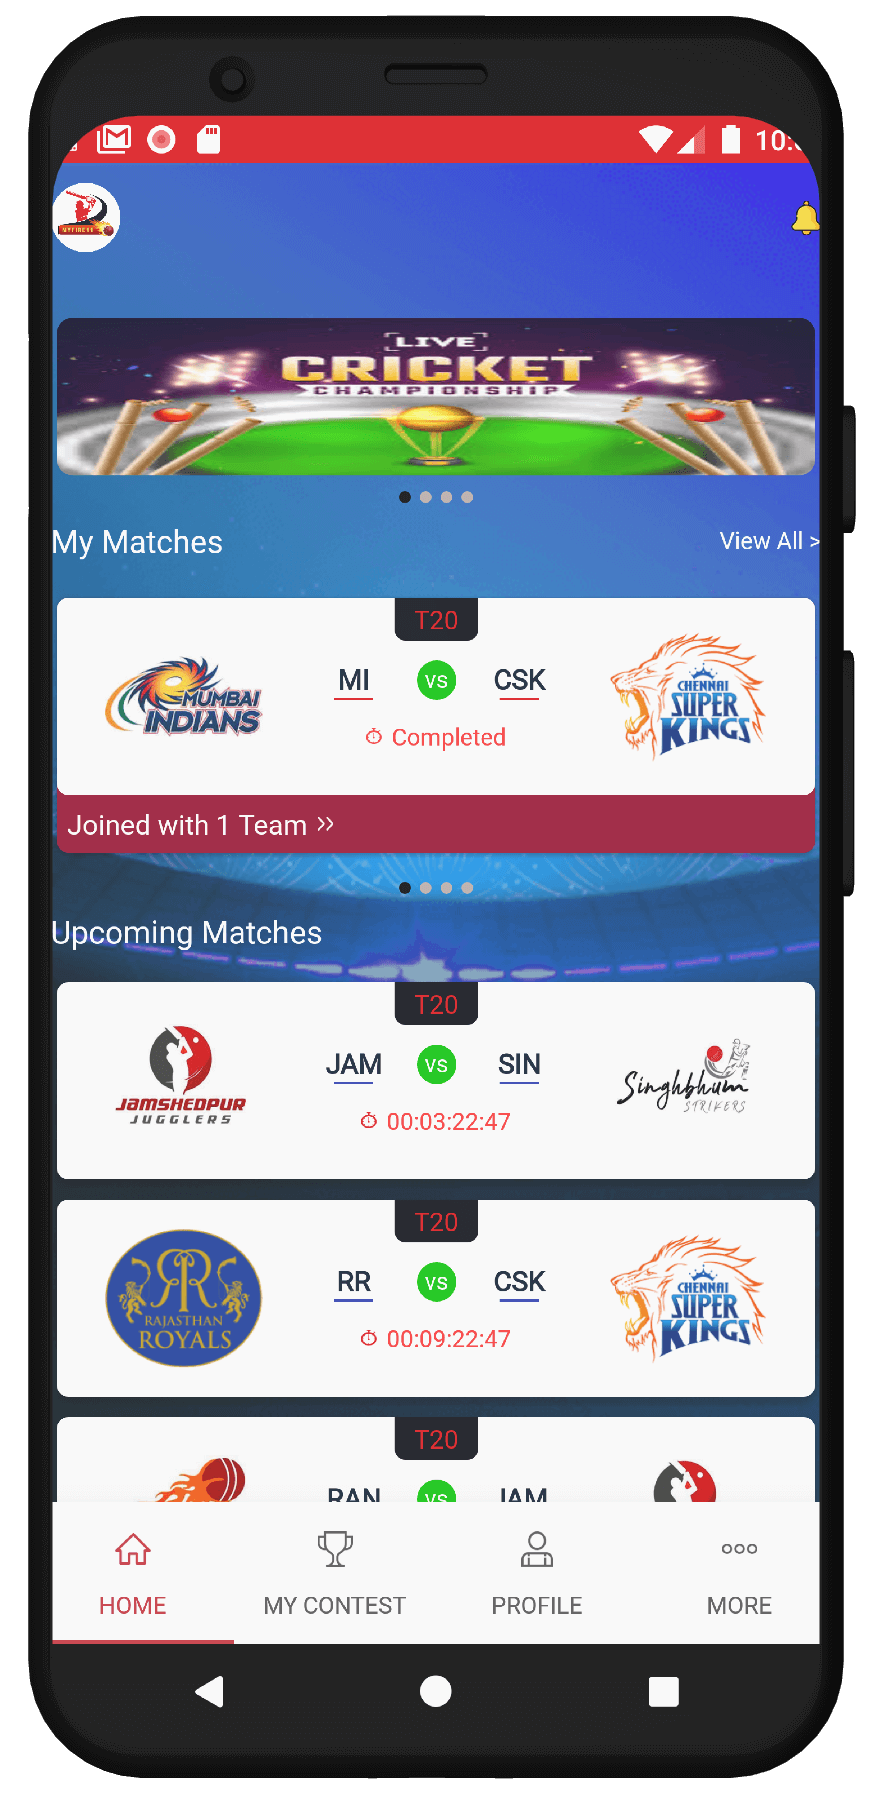 LIVE
CRICKET
CHAMPIONSHIP
My Matches
View All >
T20
MUMBAI
INDIANS
MI
VS
CSK
CHENNAI
SUPER
KINGS
Completed
Joined with 1 Team »
Upcoming Matches
T20
JAMSHEDPUR
JUGGLERS
JAM
VS
SIN
Singhbhum
STRIKERS
00:03:22:47
T20
RR
RAJASTHAN
ROYALS
RR
VS
CSK
CHENNAI
SUPER
KINGS
00:09:22:47
T20
RAN
VS
JAM
HOME
MY CONTEST
PROFILE
MORE